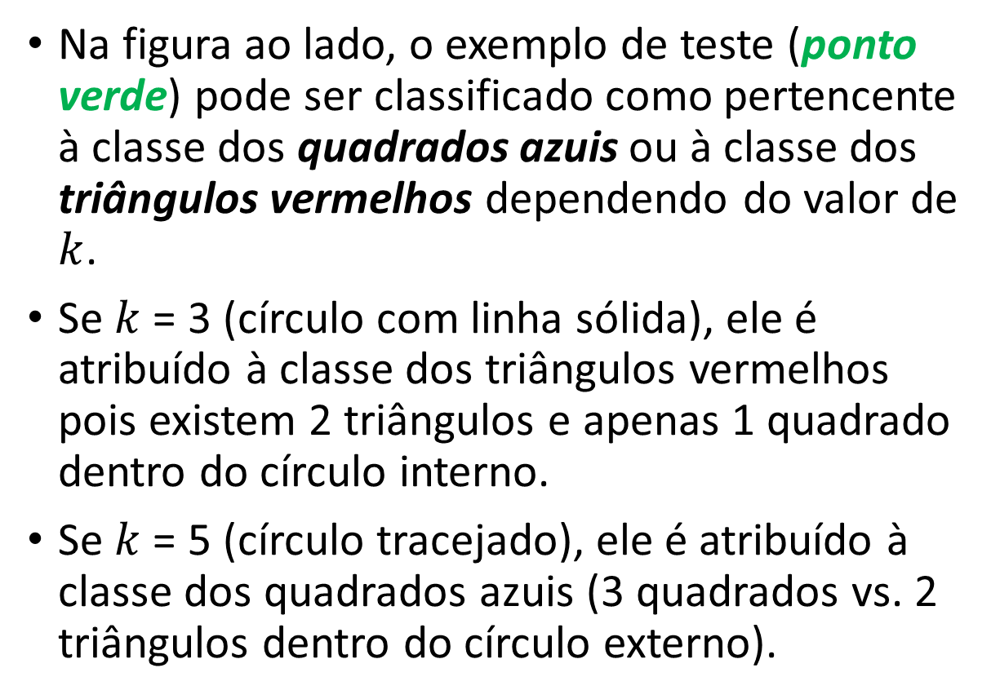 • Na figura ao lado, o exemplo de teste (ponto
verde) pode ser classificado como pertencente
à classe dos quadrados azuis ou à classe dos
triângulos vermelhos dependendo do valor de
k.
• Se k = 3 (círculo com linha sólida), ele é
atribuído à classe dos triângulos vermelhos
pois existem 2 triângulos e apenas 1 quadrado
dentro do círculo interno.
• Se k = 5 (círculo tracejado), ele é atribuído à
classe dos quadrados azuis (3 quadrados vs. 2
triângulos dentro do círculo externo).